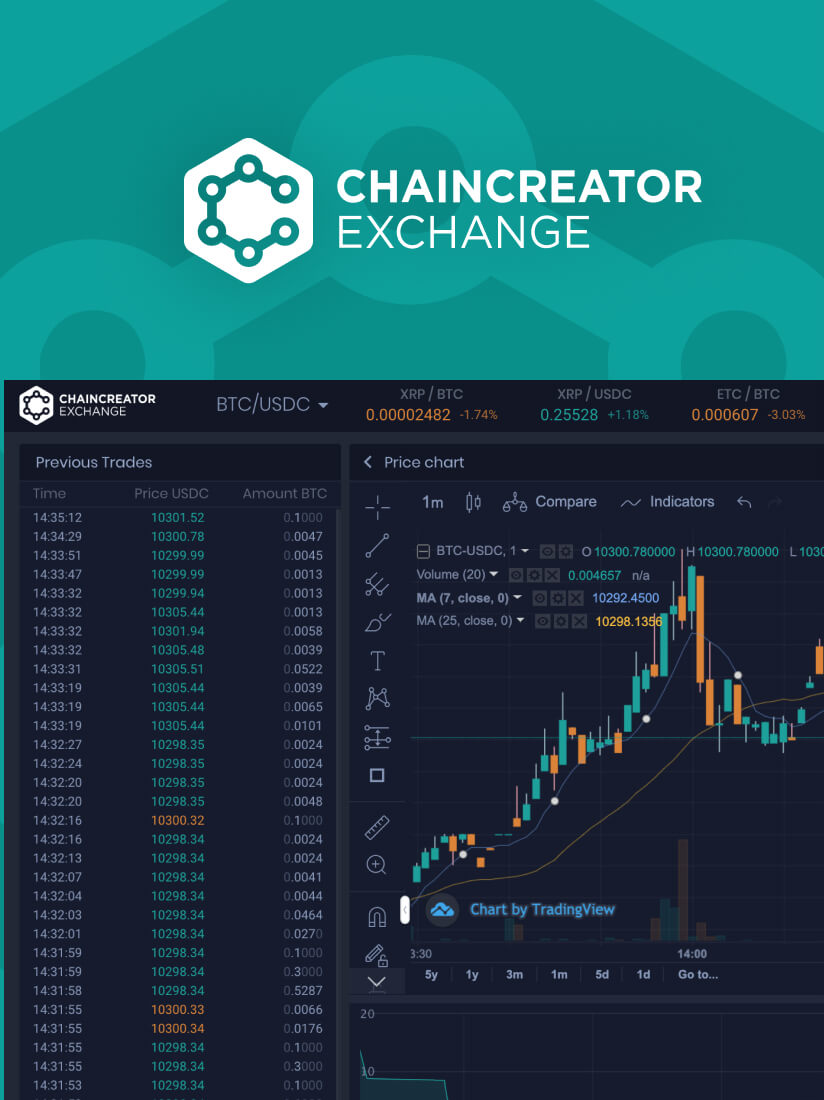 CHAINCREATOR
EXCHANGE
CHAINCREATOR
EXCHANGE
BTC/USDC
XRP / BTC
0.00002482 -1.74%
XRP / USDC
0.25528 +1.18%
ETC / BTC
0.000607 -3.03%
Previous Trades
Time Price USDC Amount BTC
14:35:12 10301.52 0.1000
14:34:29 10300.78 0.0047
14:33:51 10299.99 0.0045
14:33:47 10299.99 0.0013
14:33:32 10299.94 0.0013
14:33:32 10305.44 0.0013
14:33:32 10301.94 0.0058
14:33:32 10305.48 0.0039
14:33:31 10305.51 0.0522
14:33:19 10305.44 0.0039
14:33:19 10305.44 0.0065
14:33:19 10305.44 0.0101
14:32:27 10298.35 0.0024
14:32:24 10298.35 0.0024
14:32:20 10298.35 0.0024
14:32:20 10298.35 0.0048
14:32:16 10300.32 0.1000
14:32:16 10298.34 0.0024
14:32:13 10298.34 0.0024
14:32:07 10298.34 0.0041
14:32:04 10298.34 0.0044
14:32:03 10298.34 0.0464
14:32:01 10298.34 0.0270
14:31:59 10298.34 0.1000
14:31:59 10298.34 0.3000
14:31:58 10298.34 0.5287
14:31:55 10300.33 0.0066
14:31:55 10300.34 0.0176
14:31:55 10298.34 0.1000
14:31:55 10298.34 0.3000
14:31:53 10298.34 0.1000
Price chart
1m Compare Indicators
BTC-USDC, 1 O 10300.780000 H 10300.780000 L 1030
Volume (20) 0.004657 n/a
MA (7, close, 0) 10292.4500
MA (25, close, 0) 10298.1356
T
Chart by TradingView
3:30 14:00
5y 1y 3m 1m 5d 1d Go to...
20
10